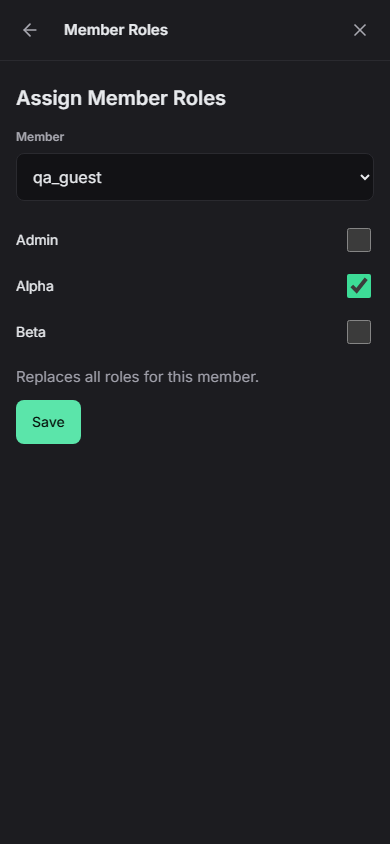 Member Roles
Assign Member Roles
Member
qa_guest
Admin
Alpha
Beta
Replaces all roles for this member.
Save